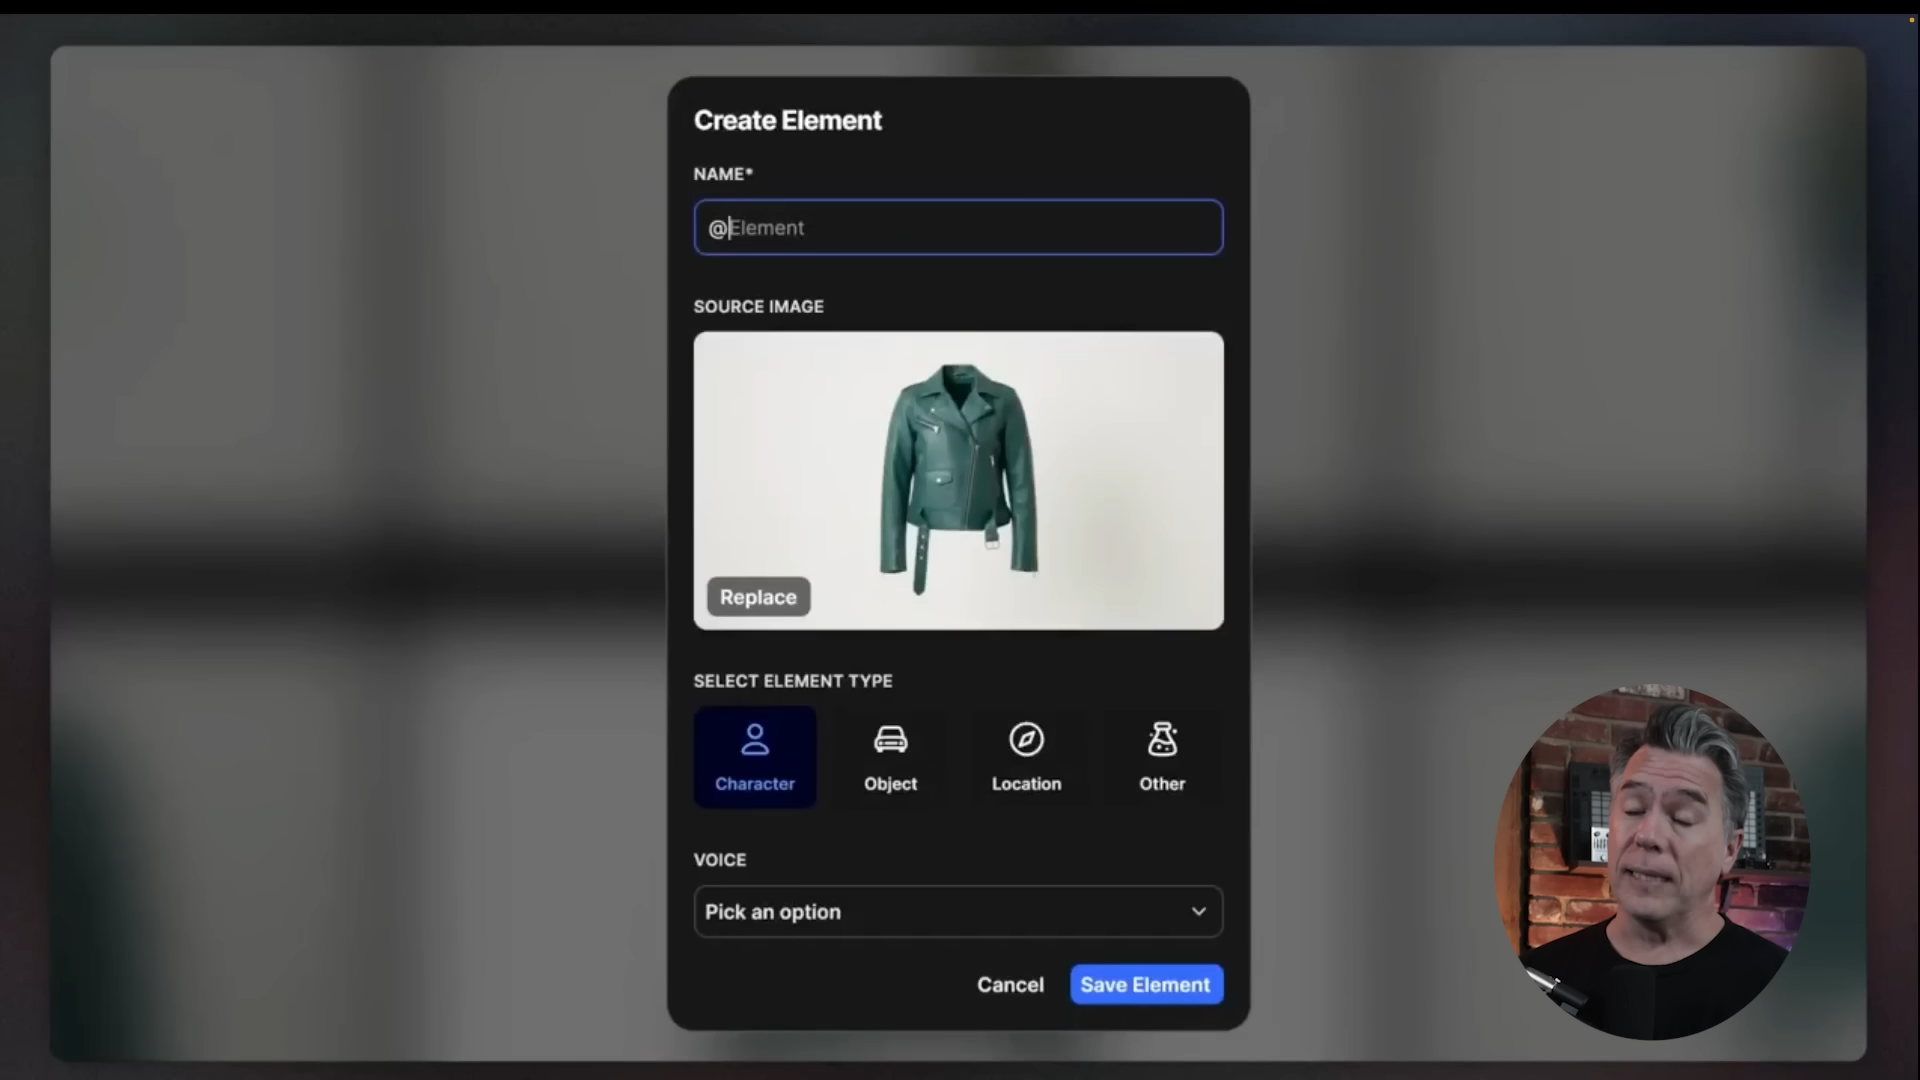 Create Element
NAME*
@Element
SOURCE IMAGE
Replace
SELECT ELEMENT TYPE
Character
Object
Location
Other
VOICE
Pick an option
Cancel
Save Element